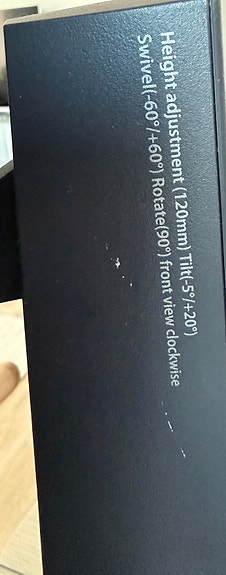 Height adjustment (120mm) Tilt(-5°/+20°)
Swivel(-60°/+60°) Rotate(90°) front view clockwise